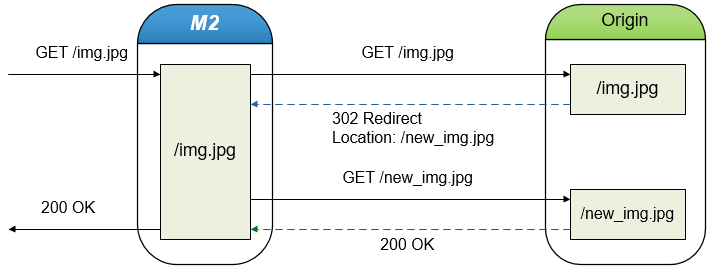 M2
Origin
GET /img.jpg
GET /img.jpg
/img.jpg
302 Redirect
Location: /new_img.jpg
/img.jpg
GET /new_img.jpg
200 OK
/new_img.jpg
200 OK